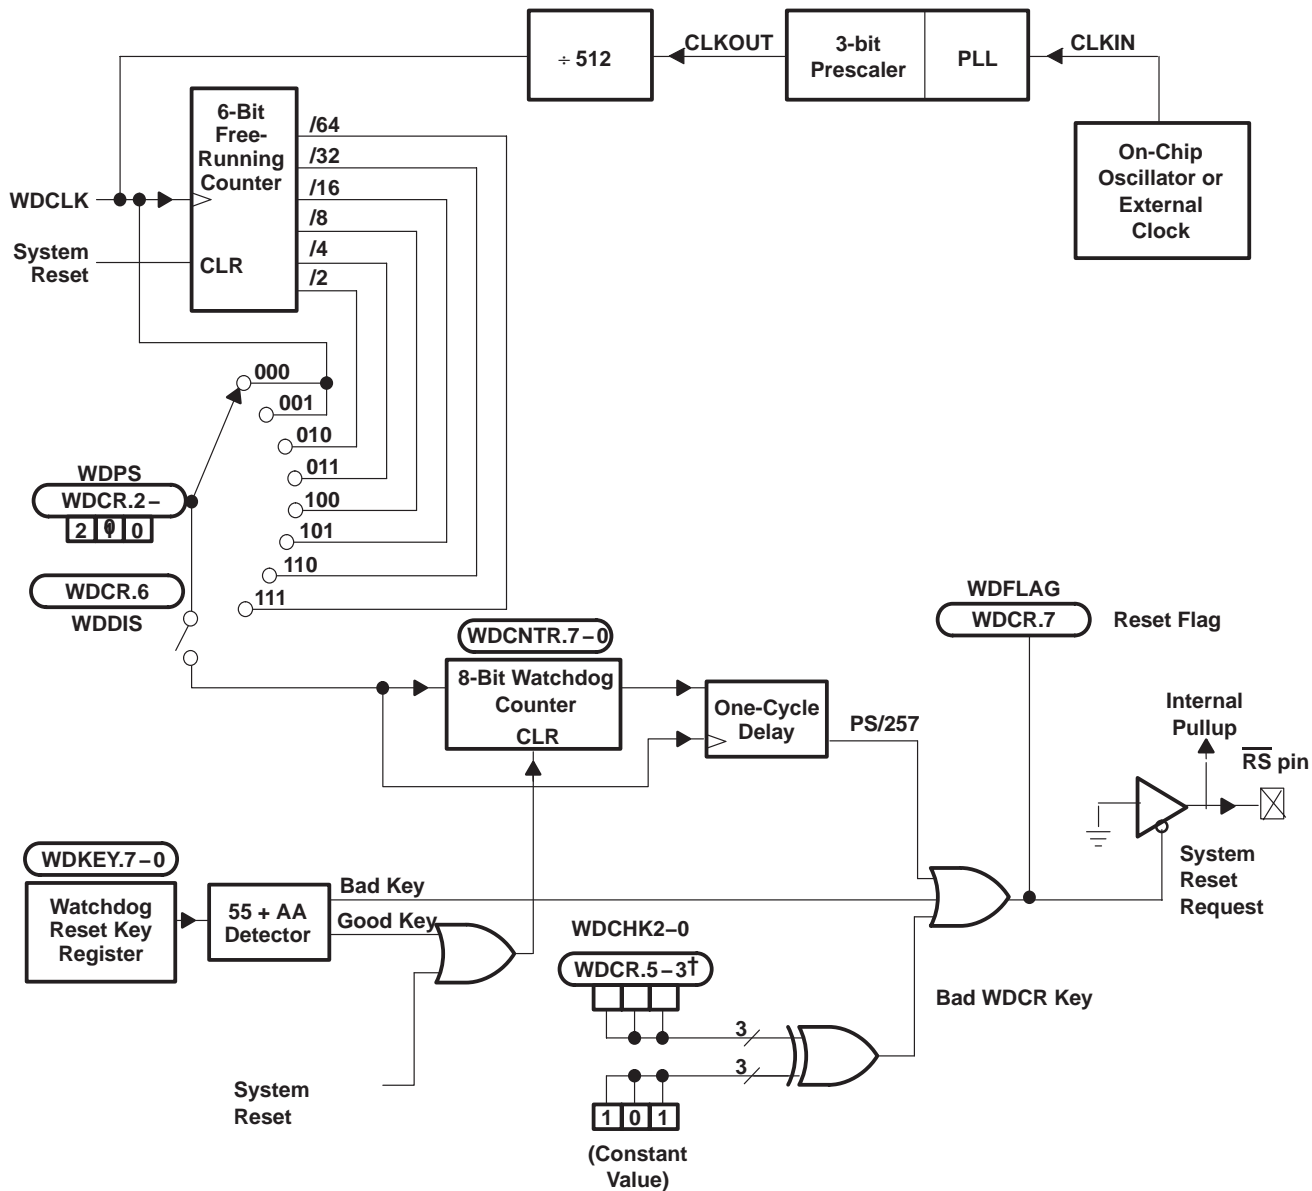 ÷ 512
CLKOUT
3-bit
Prescaler
PLL
CLKIN
On-Chip
Oscillator or
External
Clock
6-Bit
Free-
Running
Counter
CLR
/64
/32
/16
/8
/4
/2
WDCLK
System
Reset
000
001
010
011
100
101
110
111
WDPS
WDCR.2–
2 0 0
WDCR.6
WDDIS
WDCNTR.7–0
8-Bit Watchdog
Counter
CLR
One-Cycle
Delay
PS/257
WDFLAG
WDCR.7
Reset Flag
Internal
Pullup
RS pin
System
Reset
Request
WDKEY.7–0
Watchdog
Reset Key
Register
55 + AA
Detector
Bad Key
Good Key
System
Reset
WDCHK2–0
WDCR.5–3†
3
3
1 0 1
(Constant
Value)
Bad WDCR Key